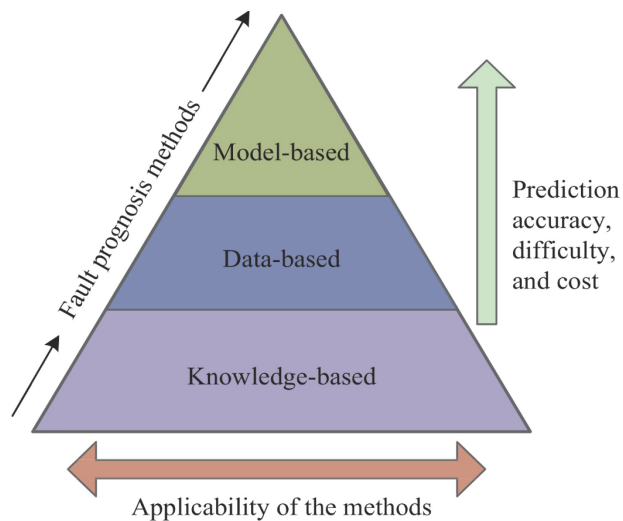 Fault prognosis methods
Model-based
Data-based
Knowledge-based
Prediction
accuracy,
difficulty,
and cost
Applicability of the methods